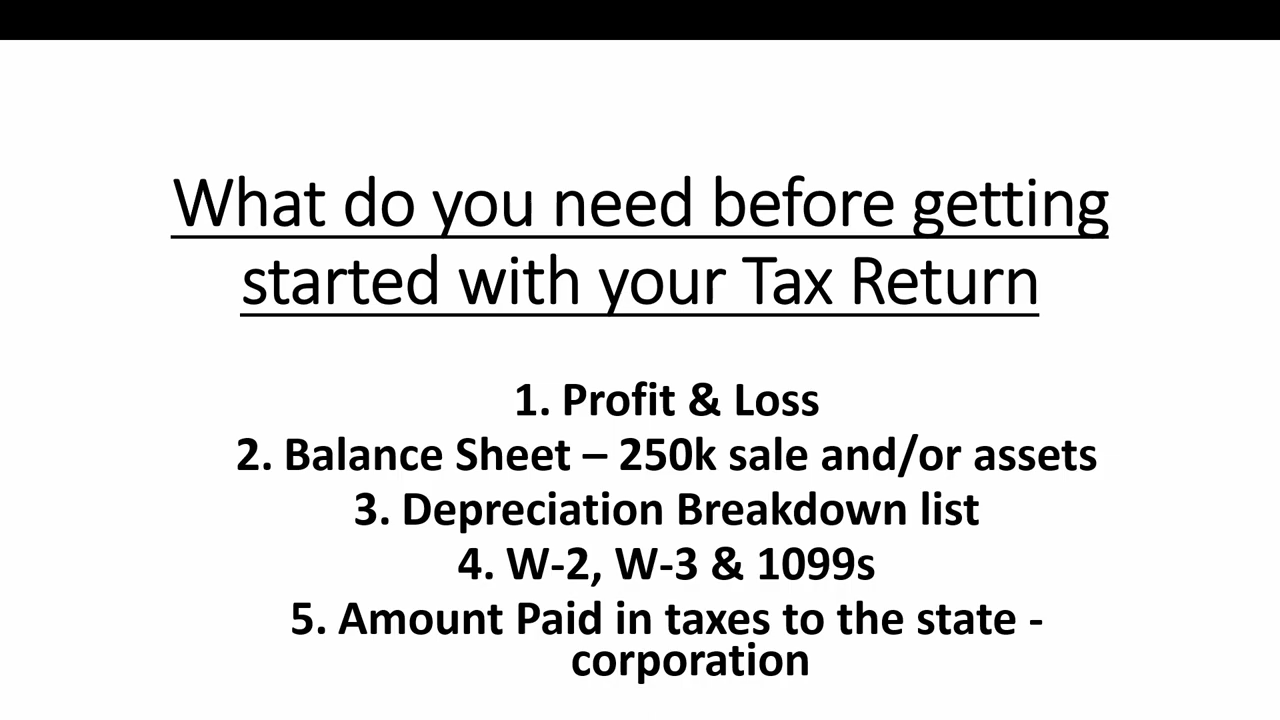 What do you need before getting
started with your Tax Return
1. Profit & Loss
2. Balance Sheet – 250k sale and/or assets
3. Depreciation Breakdown list
4. W-2, W-3 & 1099s
5. Amount Paid in taxes to the state -
corporation